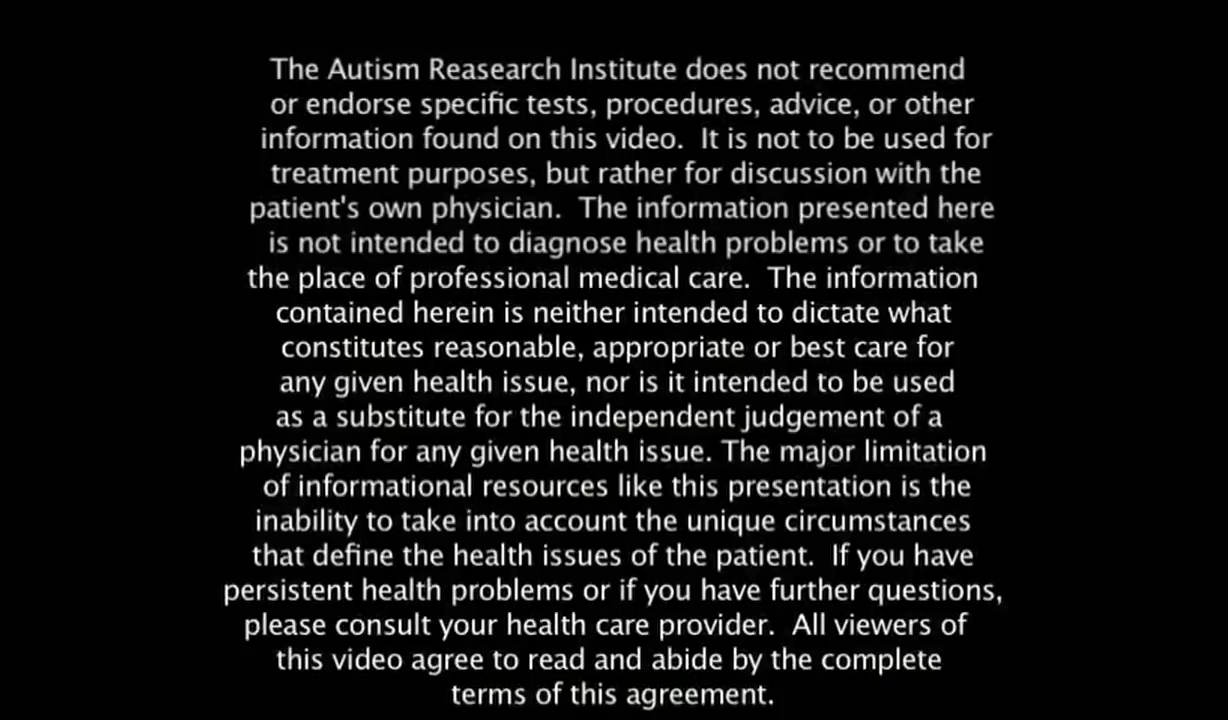 The Autism Reasearch Institute does not recommend
or endorse specific tests, procedures, advice, or other
information found on this video.  It is not to be used for
treatment purposes, but rather for discussion with the
patient's own physician.  The information presented here
is not intended to diagnose health problems or to take
the place of professional medical care.  The information
contained herein is neither intended to dictate what
constitutes reasonable, appropriate or best care for
any given health issue, nor is it intended to be used
as a substitute for the independent judgement of a
physician for any given health issue. The major limitation
of informational resources like this presentation is the
inability to take into account the unique circumstances
that define the health issues of the patient.  If you have
persistent health problems or if you have further questions,
please consult your health care provider.  All viewers of
this video agree to read and abide by the complete
terms of this agreement.